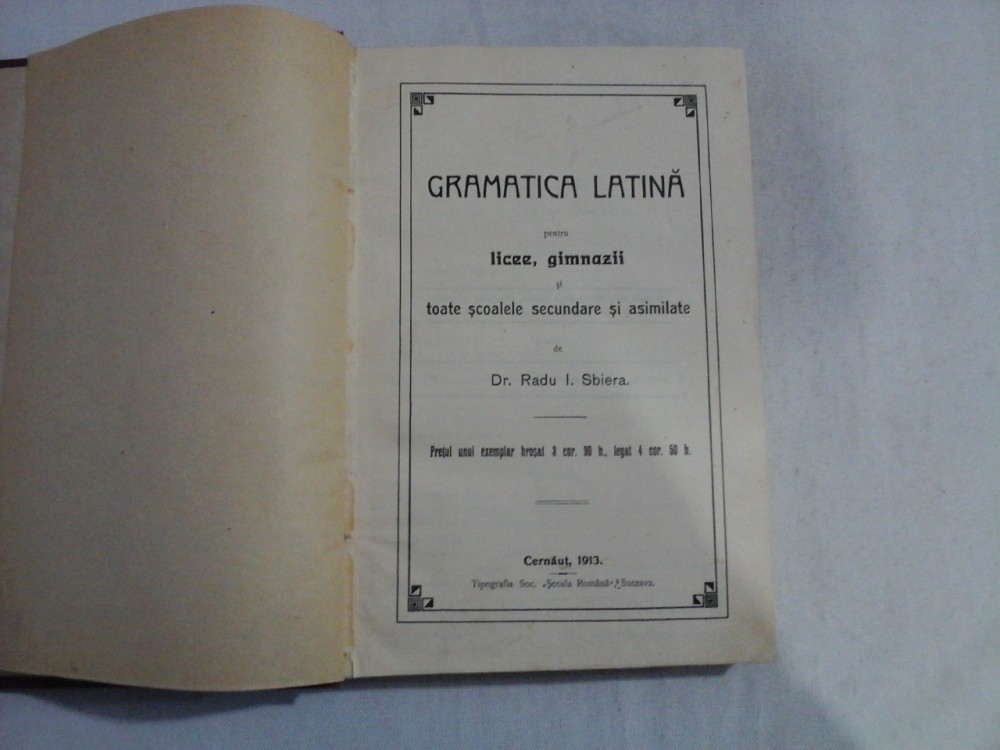 GRAMATICA LATINĂ
pentru
licee, gimnazii
și
toate școalele secundare și asimilate
de
Dr. Radu I. Sbiera.
Prețul unui exemplar broșat 3 cor. 90 h., legat 4 cor. 50 h.
Cernăuț, 1913.
Tipografia Soc. „Școala Română” Suceava.